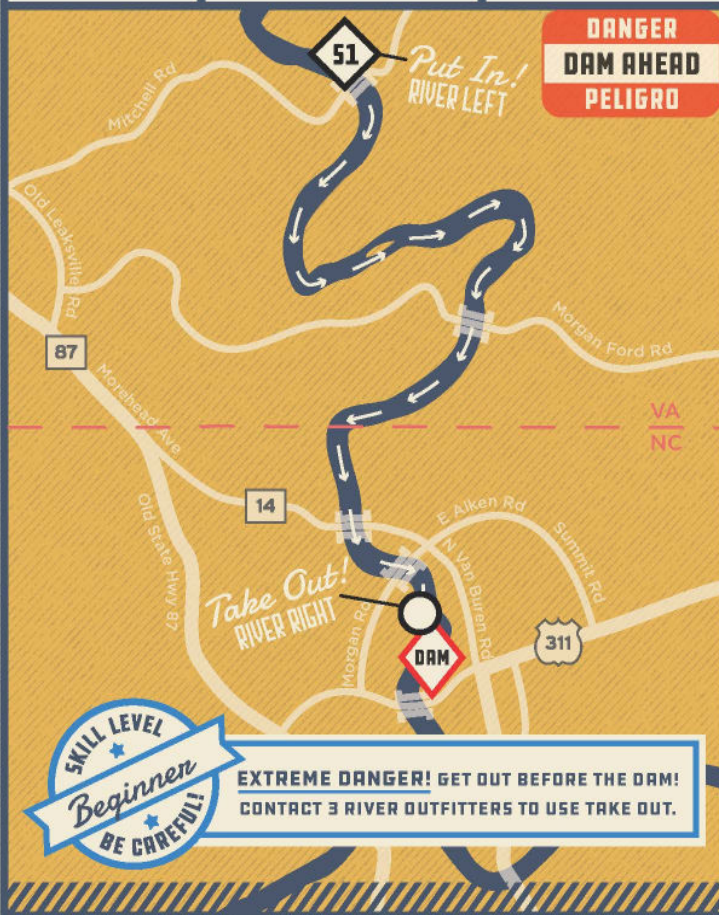 DANGER
DAM AHEAD
PELIGRO
51
Put In!
RIVER LEFT
Mitchell Rd
Old Leaksville Rd
87
Morgan Ford Rd
Morehead Ave
VA
NC
14
Old State Hwy 87
E Aiken Rd
Summit Rd
N Van Buren Rd
Take Out!
RIVER RIGHT
Morgan Rd
311
DAM
SKILL LEVEL
Beginner
BE CAREFUL!
EXTREME DANGER! GET OUT BEFORE THE DAM!
CONTACT 3 RIVER OUTFITTERS TO USE TAKE OUT.